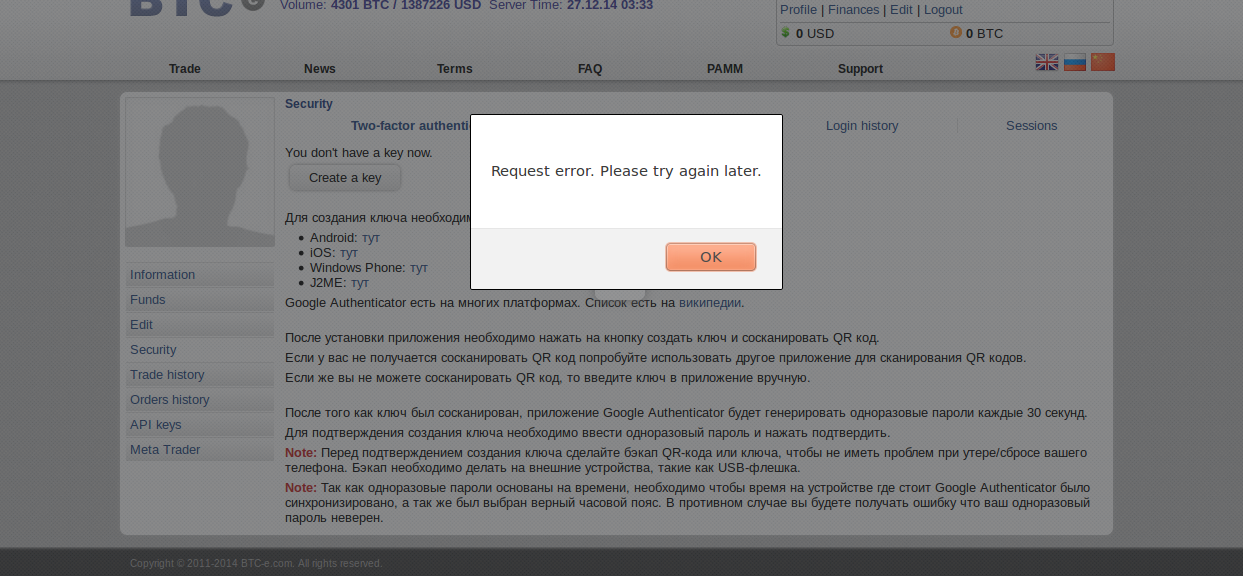 BTC e
Volume: 4301 BTC / 1387226 USD Server Time: 27.12.14 03:33
Profile | Finances | Edit | Logout
0 USD 0 BTC
Trade News Terms FAQ PAMM Support
Security
Two-factor authenti Login history Sessions
You don't have a key now.
Create a key
Request error. Please try again later.
OK
Для создания ключа необходим
• Android: тут
• iOS: тут
• Windows Phone: тут
• J2ME: тут
Google Authenticator есть на многих платформах. Список есть на википедии.
После установки приложения необходимо нажать на кнопку создать ключ и сосканировать QR код.
Если у вас не получается сосканировать QR код попробуйте использовать другое приложение для сканирования QR кодов.
Если же вы не можете сосканировать QR код, то введите ключ в приложение вручную.
После того как ключ был сосканирован, приложение Google Authenticator будет генерировать одноразовые пароли каждые 30 секунд.
Для подтверждения создания ключа необходимо ввести одноразовый пароль и нажать подтвердить.
Note: Перед подтверждением создания ключа сделайте бэкап QR-кода или ключа, чтобы не иметь проблем при утере/сбросе вашего
телефона. Бэкап необходимо делать на внешние устройства, такие как USB-флешка.
Note: Так как одноразовые пароли основаны на времени, необходимо чтобы время на устройстве где стоит Google Authenticator было
синхронизировано, а так же был выбран верный часовой пояс. В противном случае вы будете получать ошибку что ваш одноразовый
пароль неверен.
Information
Funds
Edit
Security
Trade history
Orders history
API keys
Meta Trader
Copyright © 2011-2014 BTC-e.com. All rights reserved.